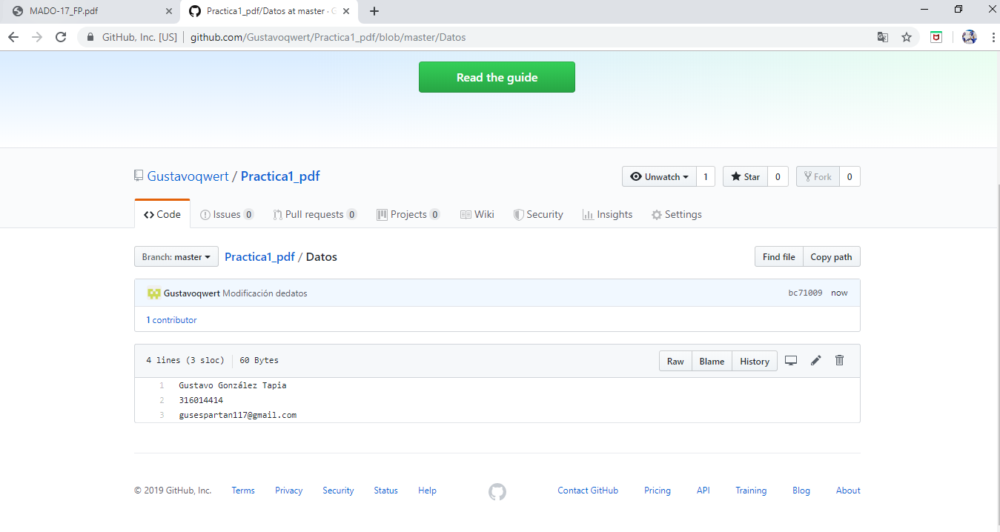 MADO-17_FP.pdf
Practica1_pdf/Datos at master · G
GitHub, Inc. [US] github.com/Gustavoqwert/Practica1_pdf/blob/master/Datos
Read the guide
Gustavoqwert / Practica1_pdf
Unwatch 1 Star 0 Fork 0
Code Issues 0 Pull requests 0 Projects 0 Wiki Security Insights Settings
Branch: master Practica1_pdf / Datos Find file Copy path
Gustavoqwert Modificación dedatos bc71009 now
1 contributor
4 lines (3 sloc) 60 Bytes Raw Blame History
1 Gustavo González Tapia
2 316014414
3 gusespartan117@gmail.com
© 2019 GitHub, Inc. Terms Privacy Security Status Help Contact GitHub Pricing API Training Blog About